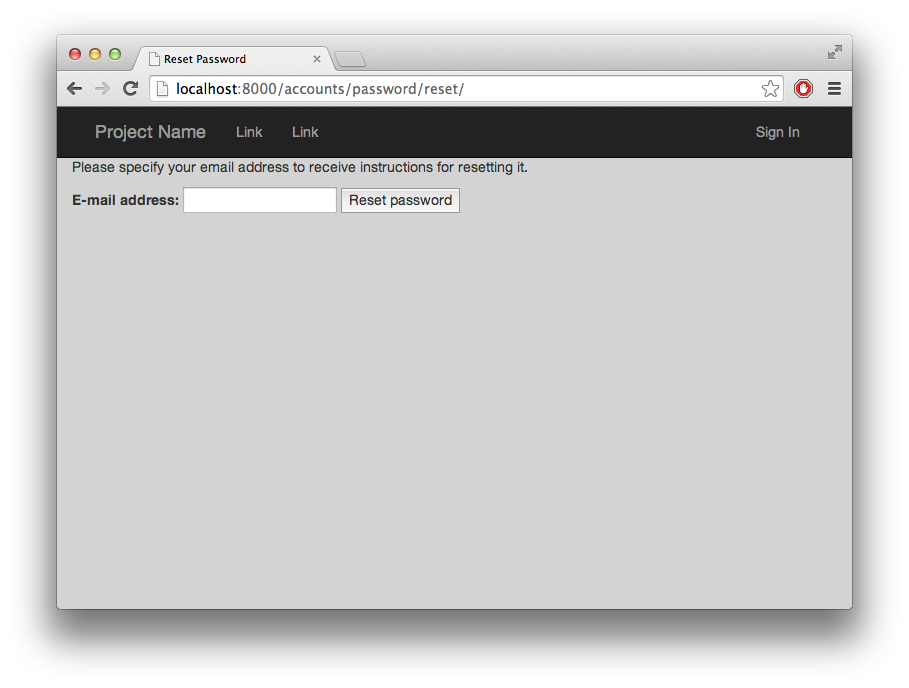 Reset Password
localhost:8000/accounts/password/reset/
Project Name Link Link Sign In
Please specify your email address to receive instructions for resetting it.
E-mail address: Reset password